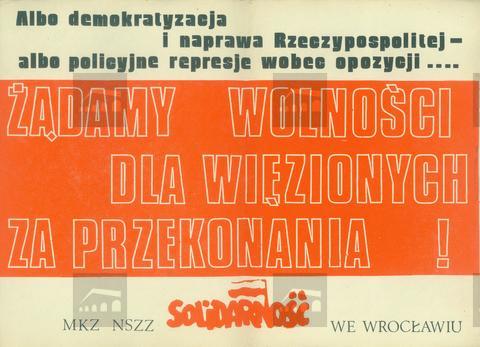 Albo demokratyzacja
i naprawa Rzeczypospolitej—
albo policyjne represje wobec opozycji ....
ŻĄDAMY WOLNOŚCI
DLA WIĘZIONYCH
ZA PRZEKONANIA !
MKZ NSZZ SOLIDARNOŚĆ WE WROCŁAWIU